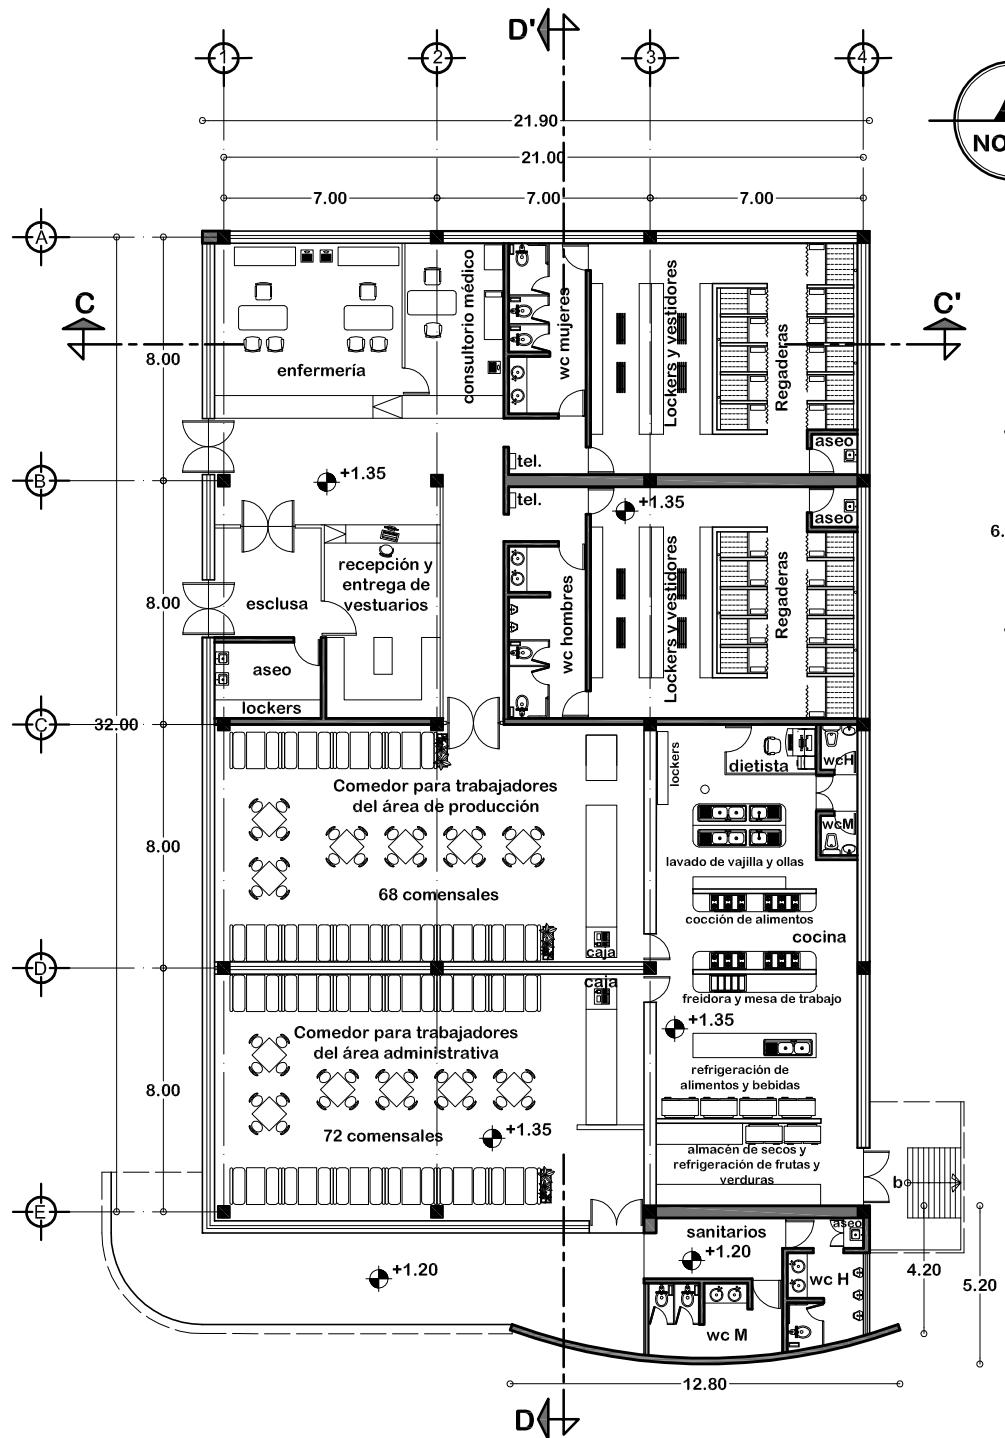 D'
1
2
3
4
21.90
NO
21.00
7.00
7.00
7.00
A
C
C'
8.00
enfermería
consultorio médico
wc mujeres
Lockers y vestidores
Regaderas
aseo
tel.
B
+1.35
tel.
+1.35
aseo
6.
recepción y
entrega de
vestuarios
8.00
esclusa
wc hombres
Lockers y vestidores
Regaderas
aseo
lockers
C
32.00
lockers
dietista
wcH
Comedor para trabajadores
del área de producción
wcM
8.00
lavado de vajilla y ollas
68 comensales
cocción de alimentos
cocina
caja
D
caja
freidora y mesa de trabajo
+1.35
Comedor para trabajadores
del área administrativa
refrigeración de
alimentos y bebidas
8.00
72 comensales
+1.35
almacén de secos y
refrigeración de frutas y
verduras
b
E
sanitarios
aseo
+1.20
+1.20
wc H
4.20
5.20
wc M
12.80
D